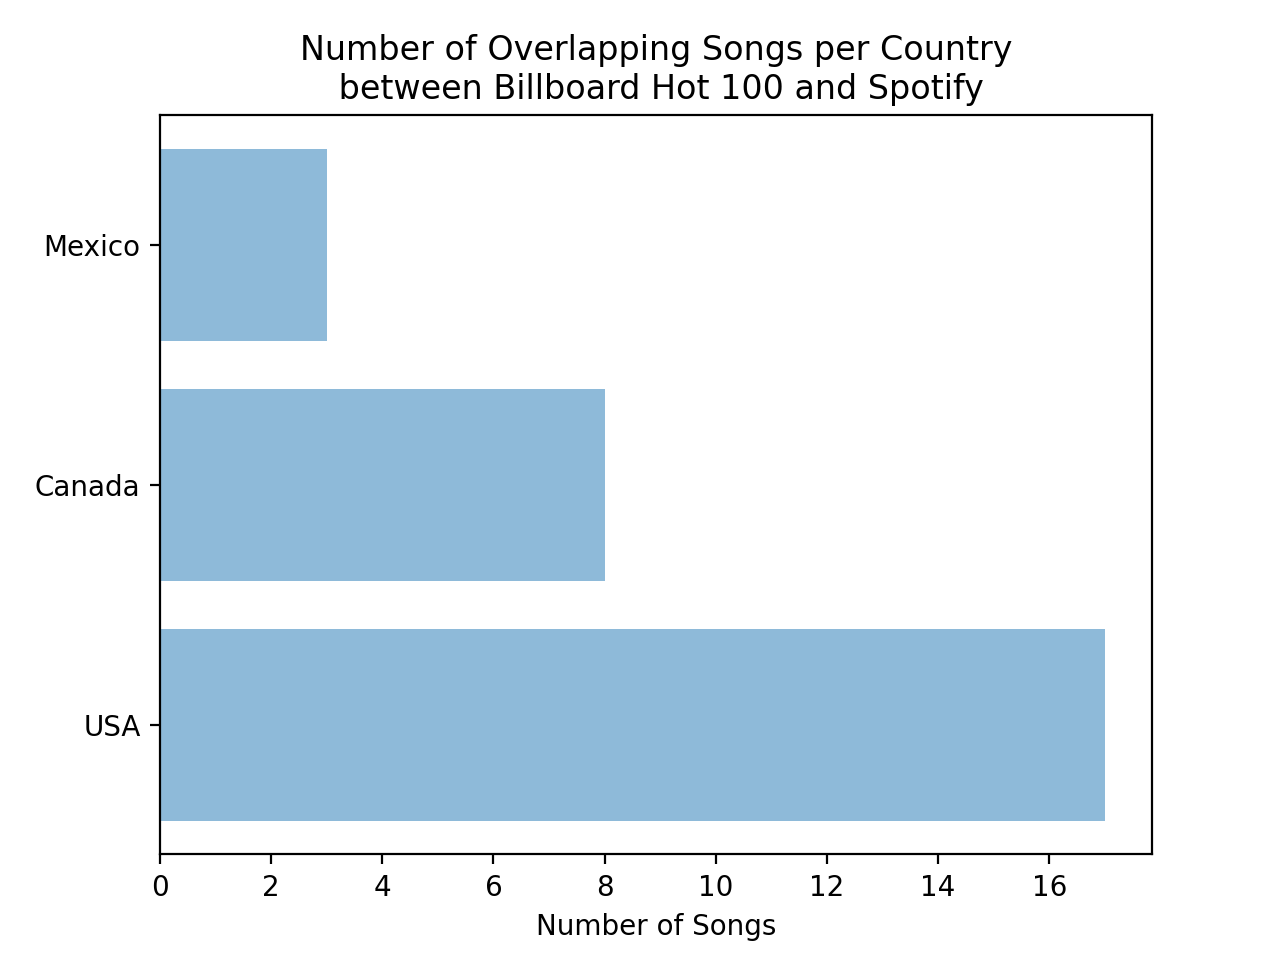 Number of Overlapping Songs per Country
between Billboard Hot 100 and Spotify
Mexico
Canada
USA
0 2 4 6 8 10 12 14 16
Number of Songs